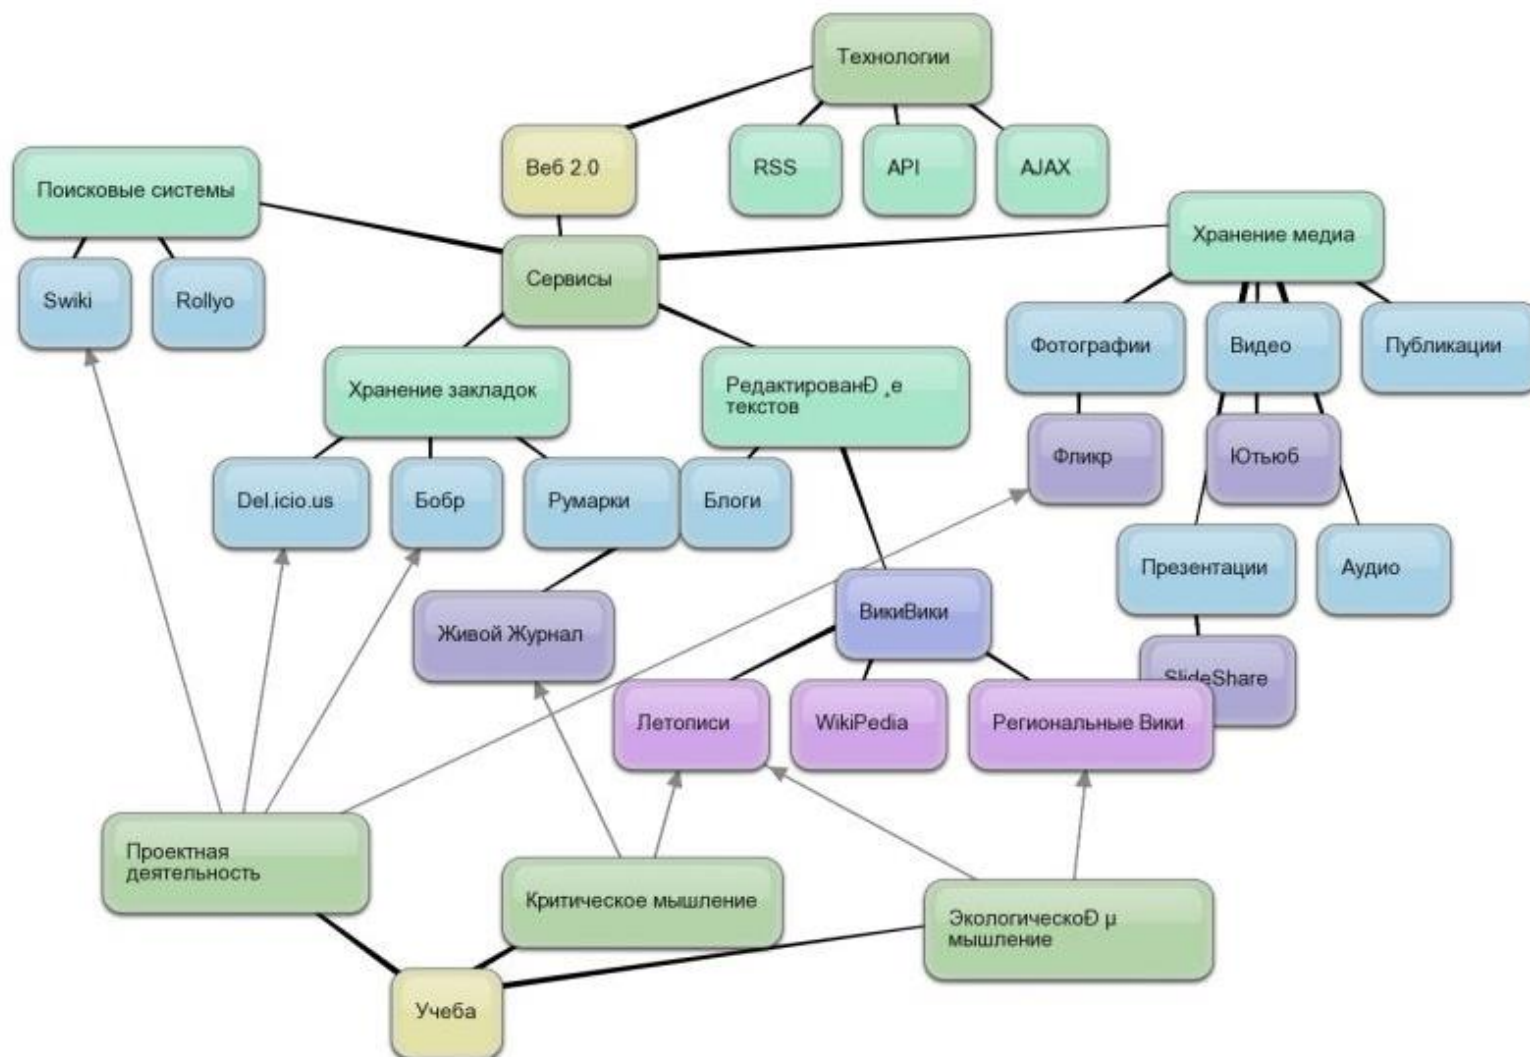 Технологии
Веб 2.0
RSS
API
AJAX
Поисковые системы
Хранение медиа
Сервисы
Swiki
Rollyo
Фотографии
Видео
Публикации
Хранение закладок
РедактированÐ ¸е
текстов
Фликр
Ютьюб
Del.icio.us
Бобр
Румарки
Блоги
Презентации
Аудио
ВикиВики
Живой Журнал
SlideShare
Летописи
WikiPedia
Региональные Вики
Проектная
деятельность
Критическое мышление
ЭкологическоÐ µ
мышление
Учеба